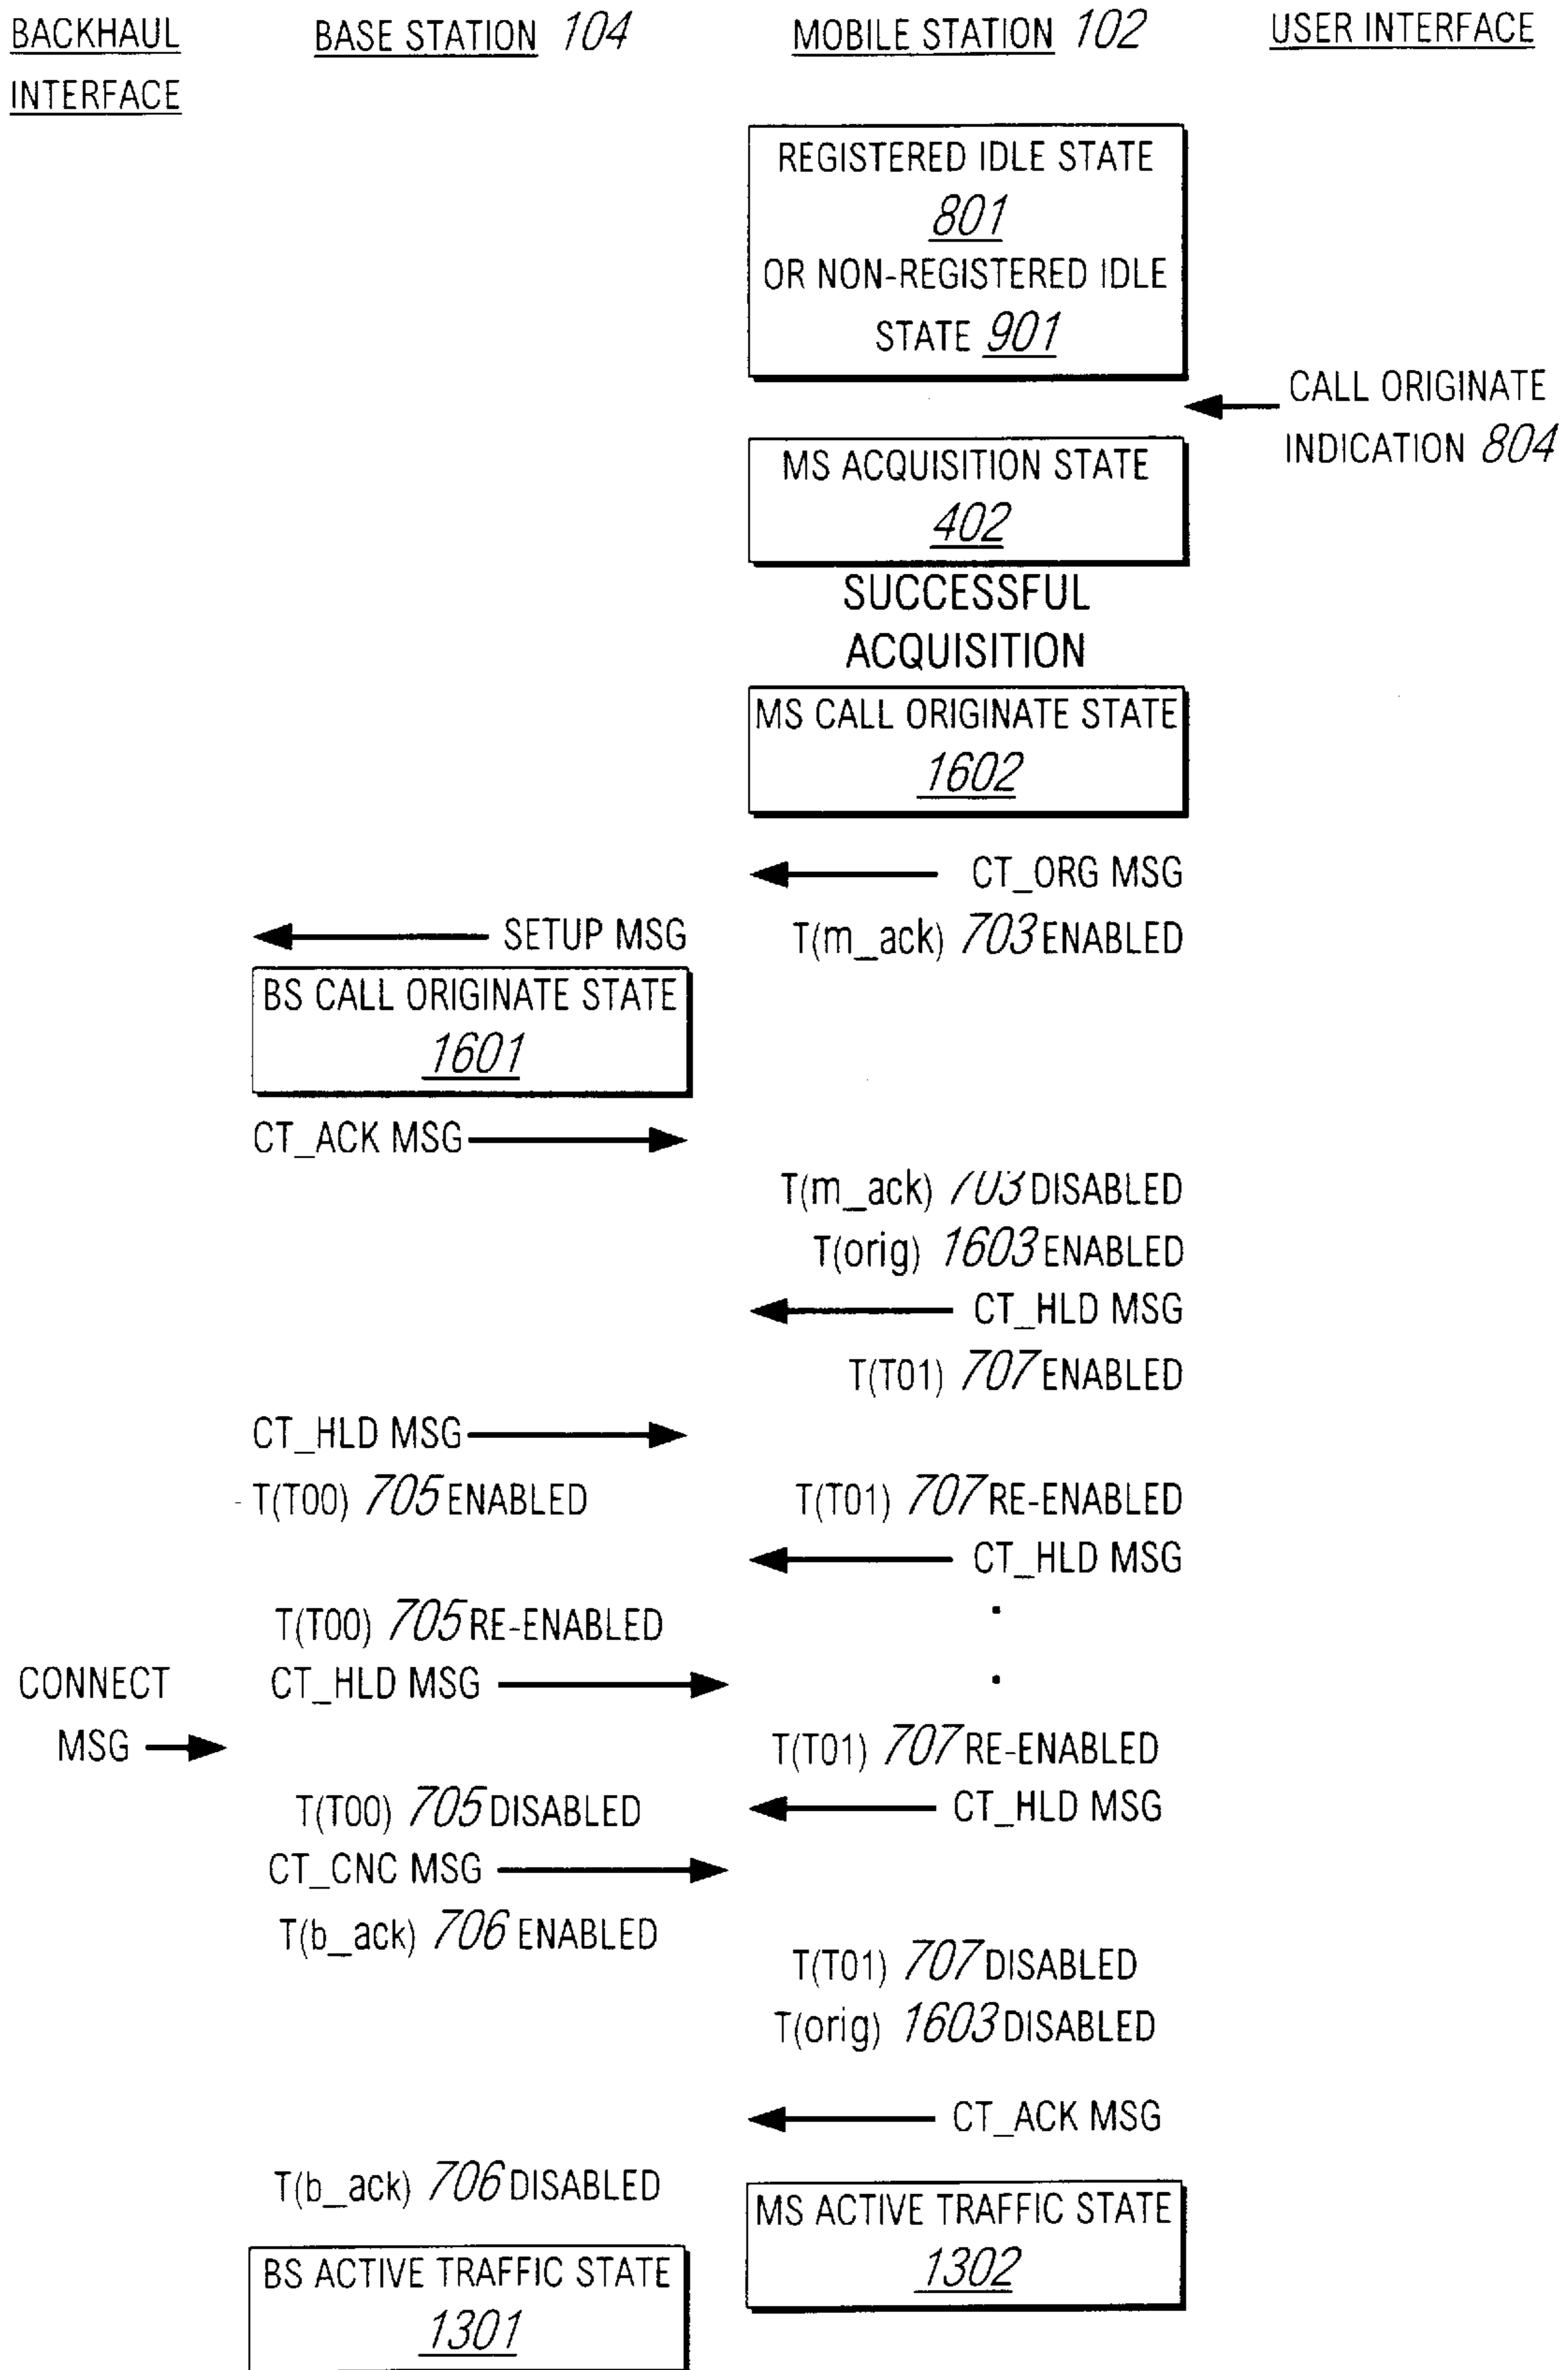 BACKHAUL
INTERFACE
BASE STATION 104
MOBILE STATION 102
USER INTERFACE
REGISTERED IDLE STATE
801
OR NON-REGISTERED IDLE
STATE 901
CALL ORIGINATE
INDICATION 804
MS ACQUISITION STATE
402
SUCCESSFUL
ACQUISITION
MS CALL ORIGINATE STATE
1602
CT_ORG MSG
SETUP MSG
T(m_ack) 703 ENABLED
BS CALL ORIGINATE STATE
1601
CT_ACK MSG
T(m_ack) 703 DISABLED
T(orig) 1603 ENABLED
CT_HLD MSG
T(T01) 707 ENABLED
CT_HLD MSG
T(T00) 705 ENABLED
T(T01) 707 RE-ENABLED
CT_HLD MSG
T(T00) 705 RE-ENABLED
CONNECT
MSG
CT_HLD MSG
T(T01) 707 RE-ENABLED
T(T00) 705 DISABLED
CT_HLD MSG
CT_CNC MSG
T(b_ack) 706 ENABLED
T(T01) 707 DISABLED
T(orig) 1603 DISABLED
CT_ACK MSG
T(b_ack) 706 DISABLED
MS ACTIVE TRAFFIC STATE
1302
BS ACTIVE TRAFFIC STATE
1301